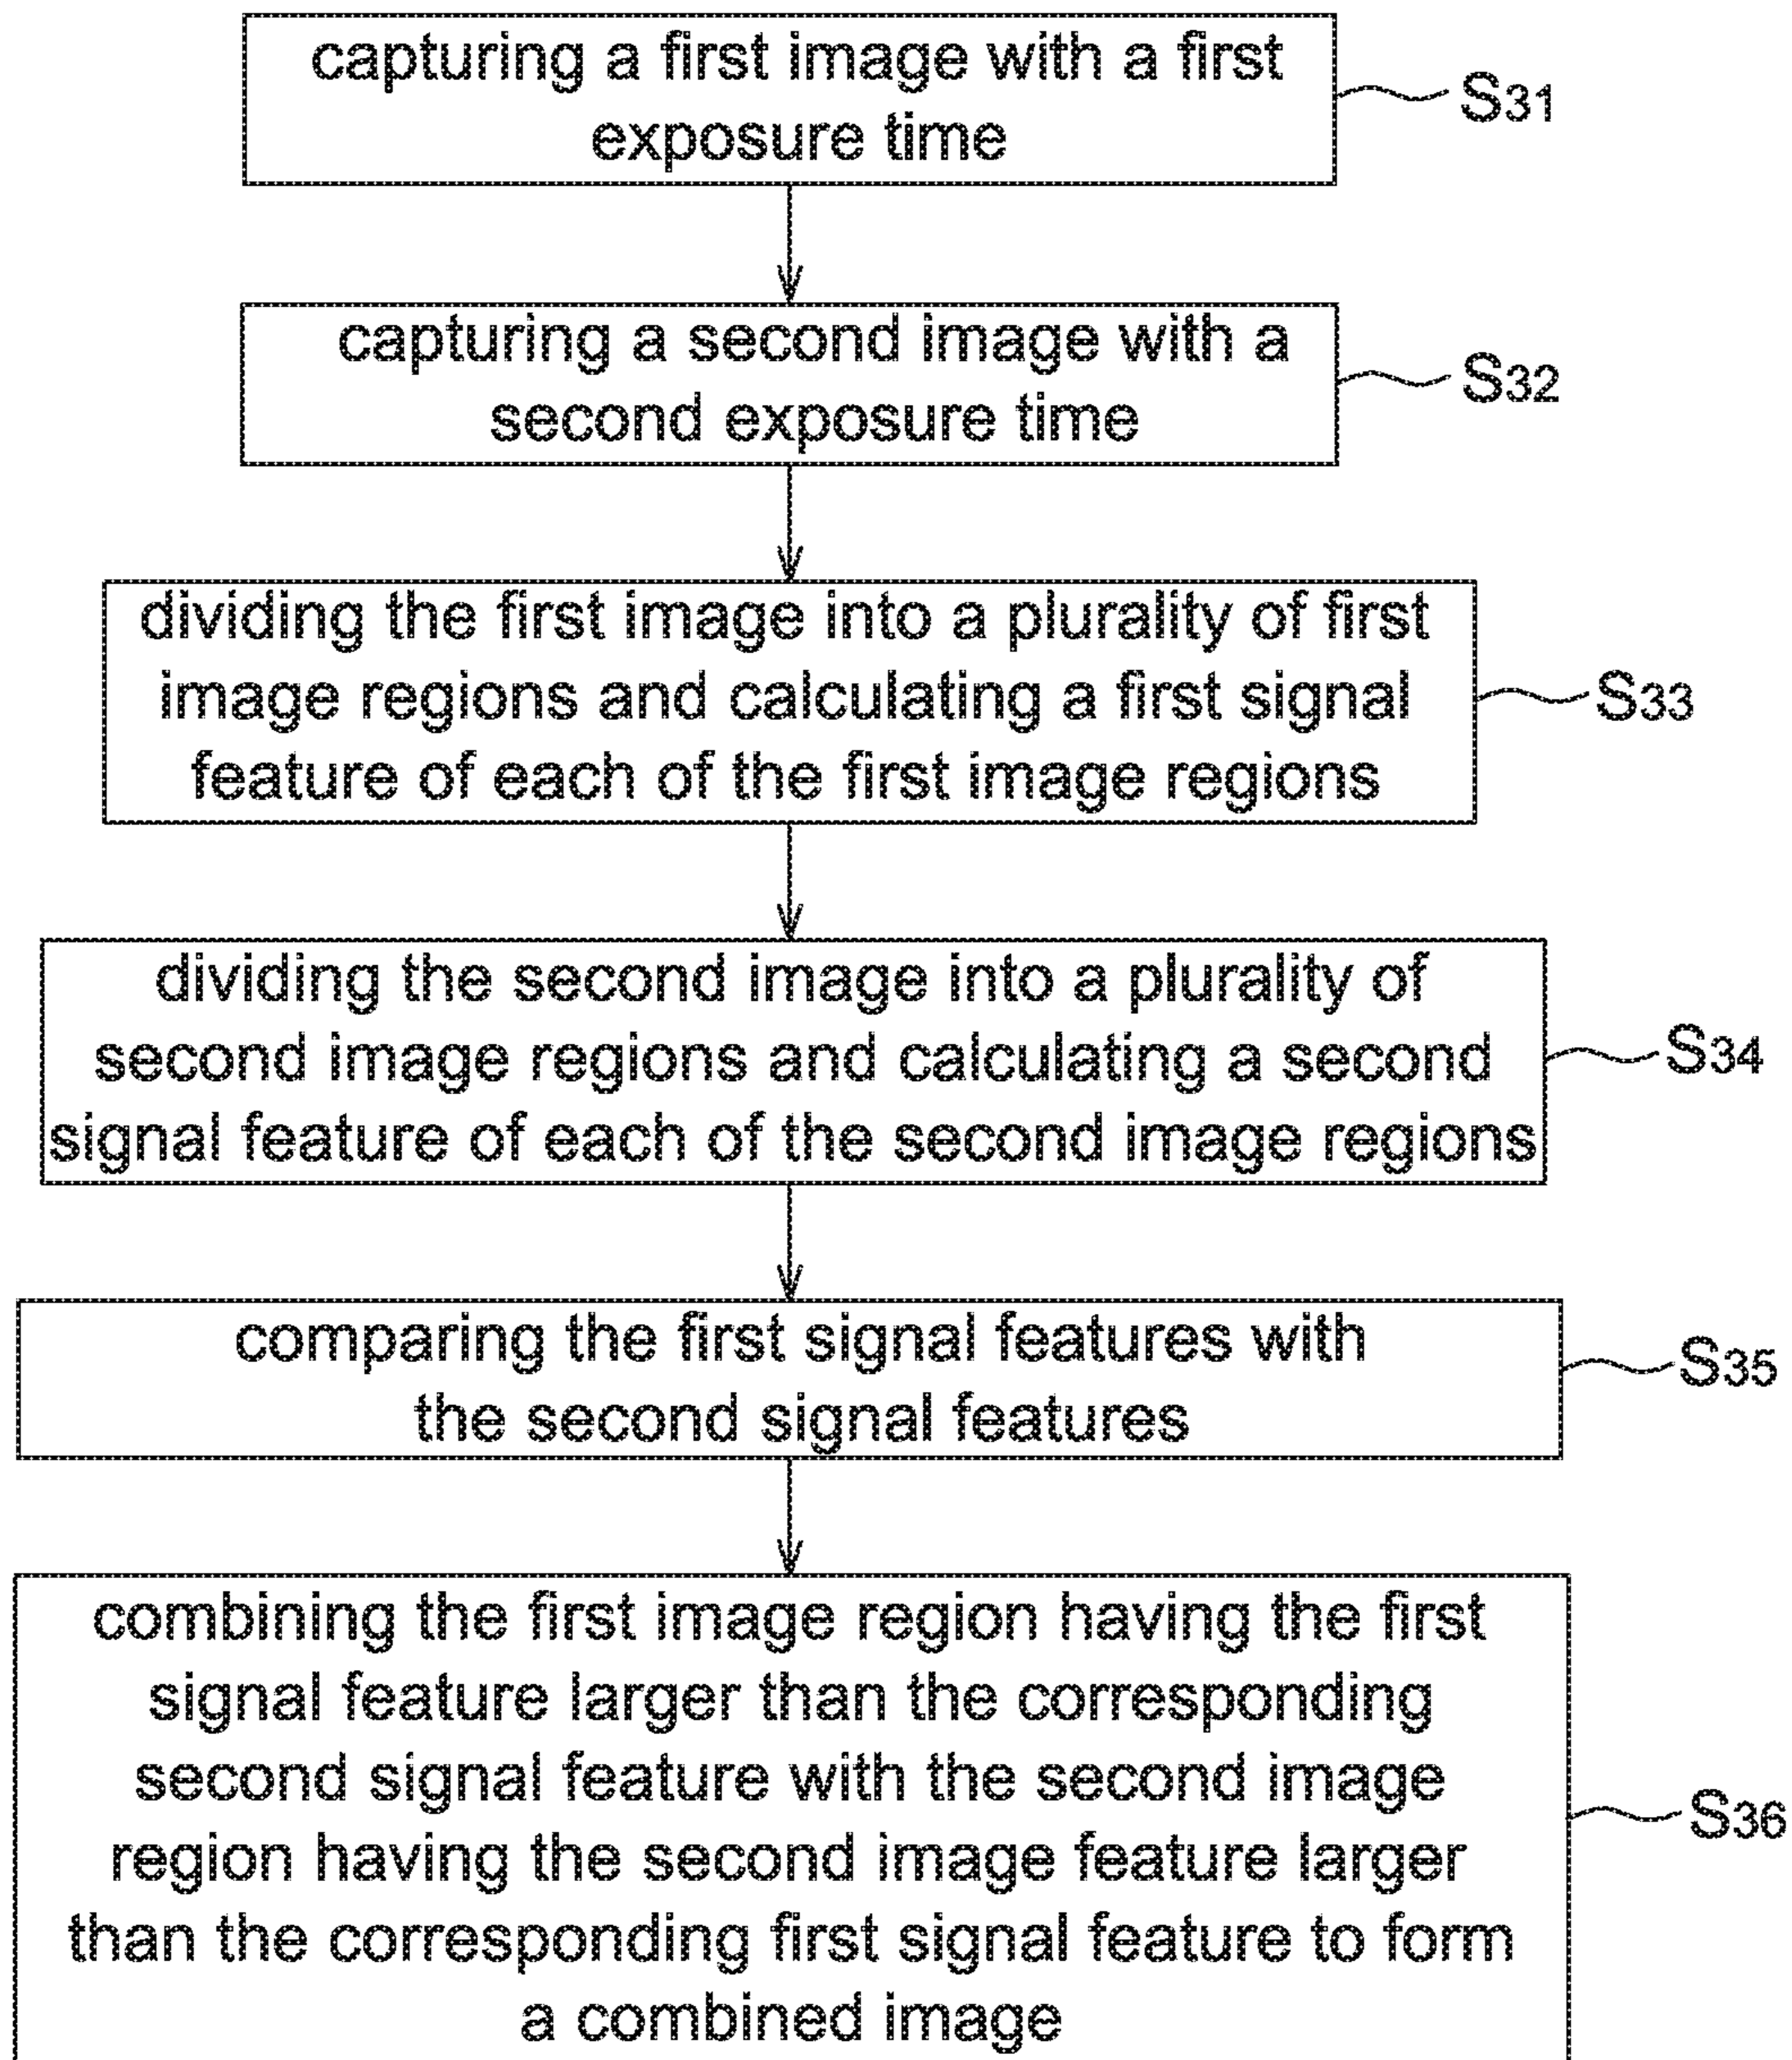 capturing a first image with a first
exposure time
S31
capturing a second image with a
second exposure time
S32
dividing the first image into a plurality of first
image regions and calculating a first signal
feature of each of the first image regions
S33
dividing the second image into a plurality of
second image regions and calculating a second
signal feature of each of the second image regions
S34
comparing the first signal features with
the second signal features
S35
combining the first image region having the first
signal feature larger than the corresponding
second signal feature with the second image
region having the second image feature larger
than the corresponding first signal feature to form
a combined image
S36